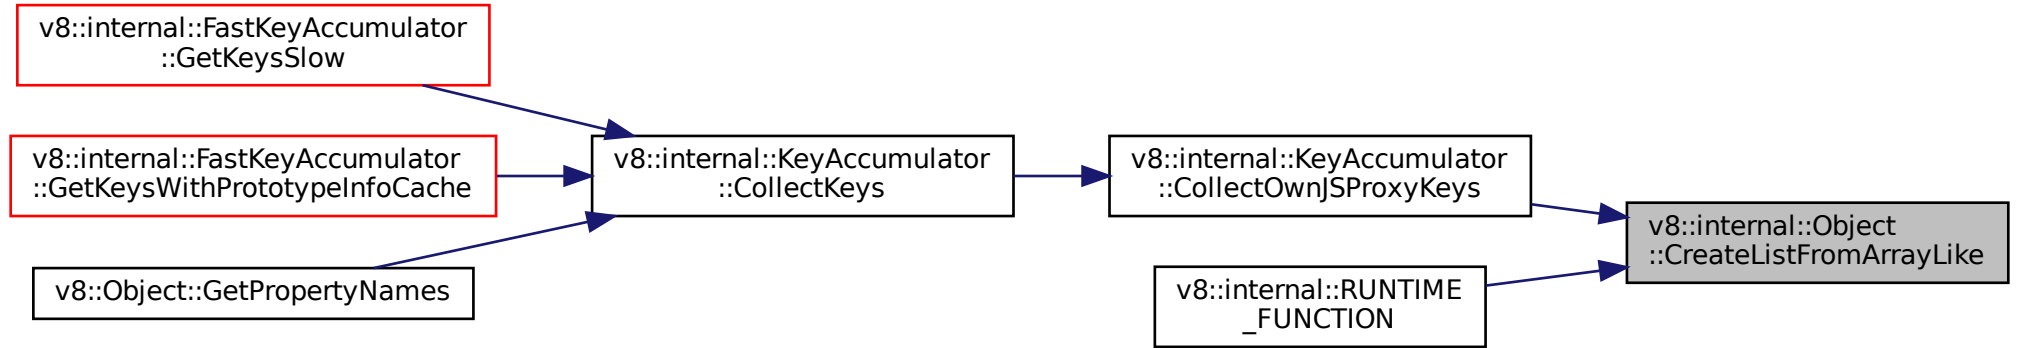 v8::internal::FastKeyAccumulator
::GetKeysSlow
v8::internal::FastKeyAccumulator
::GetKeysWithPrototypeInfoCache
v8::Object::GetPropertyNames
v8::internal::KeyAccumulator
::CollectKeys
v8::internal::KeyAccumulator
::CollectOwnJSProxyKeys
v8::internal::RUNTIME
_FUNCTION
v8::internal::Object
::CreateListFromArrayLike